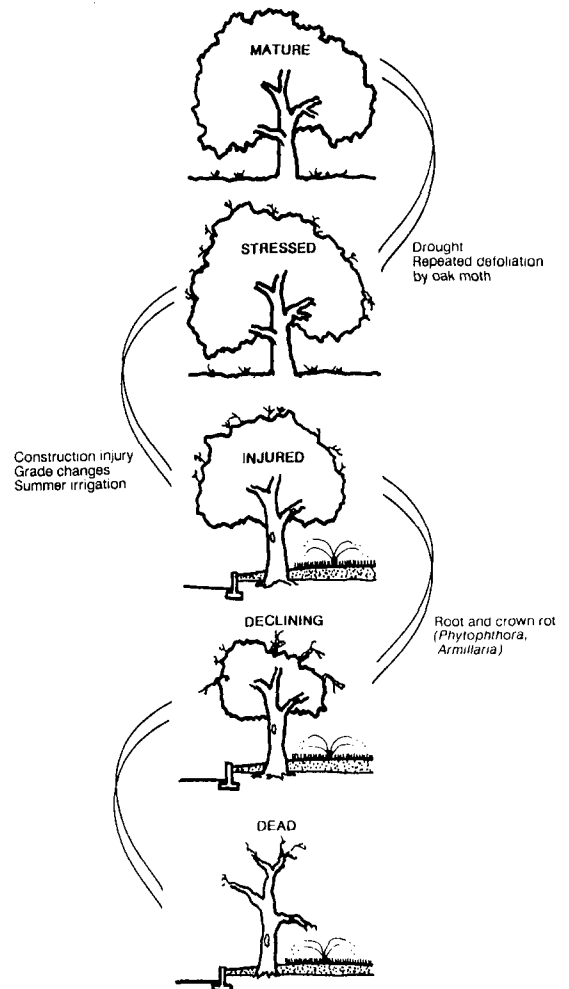 MATURE
STRESSED
Drought
Repeated defoliation
by oak moth
Construction injury
Grade changes
Summer irrigation
INJURED
DECLINING
Root and crown rot
(Phytophthora,
Armillaria)
DEAD